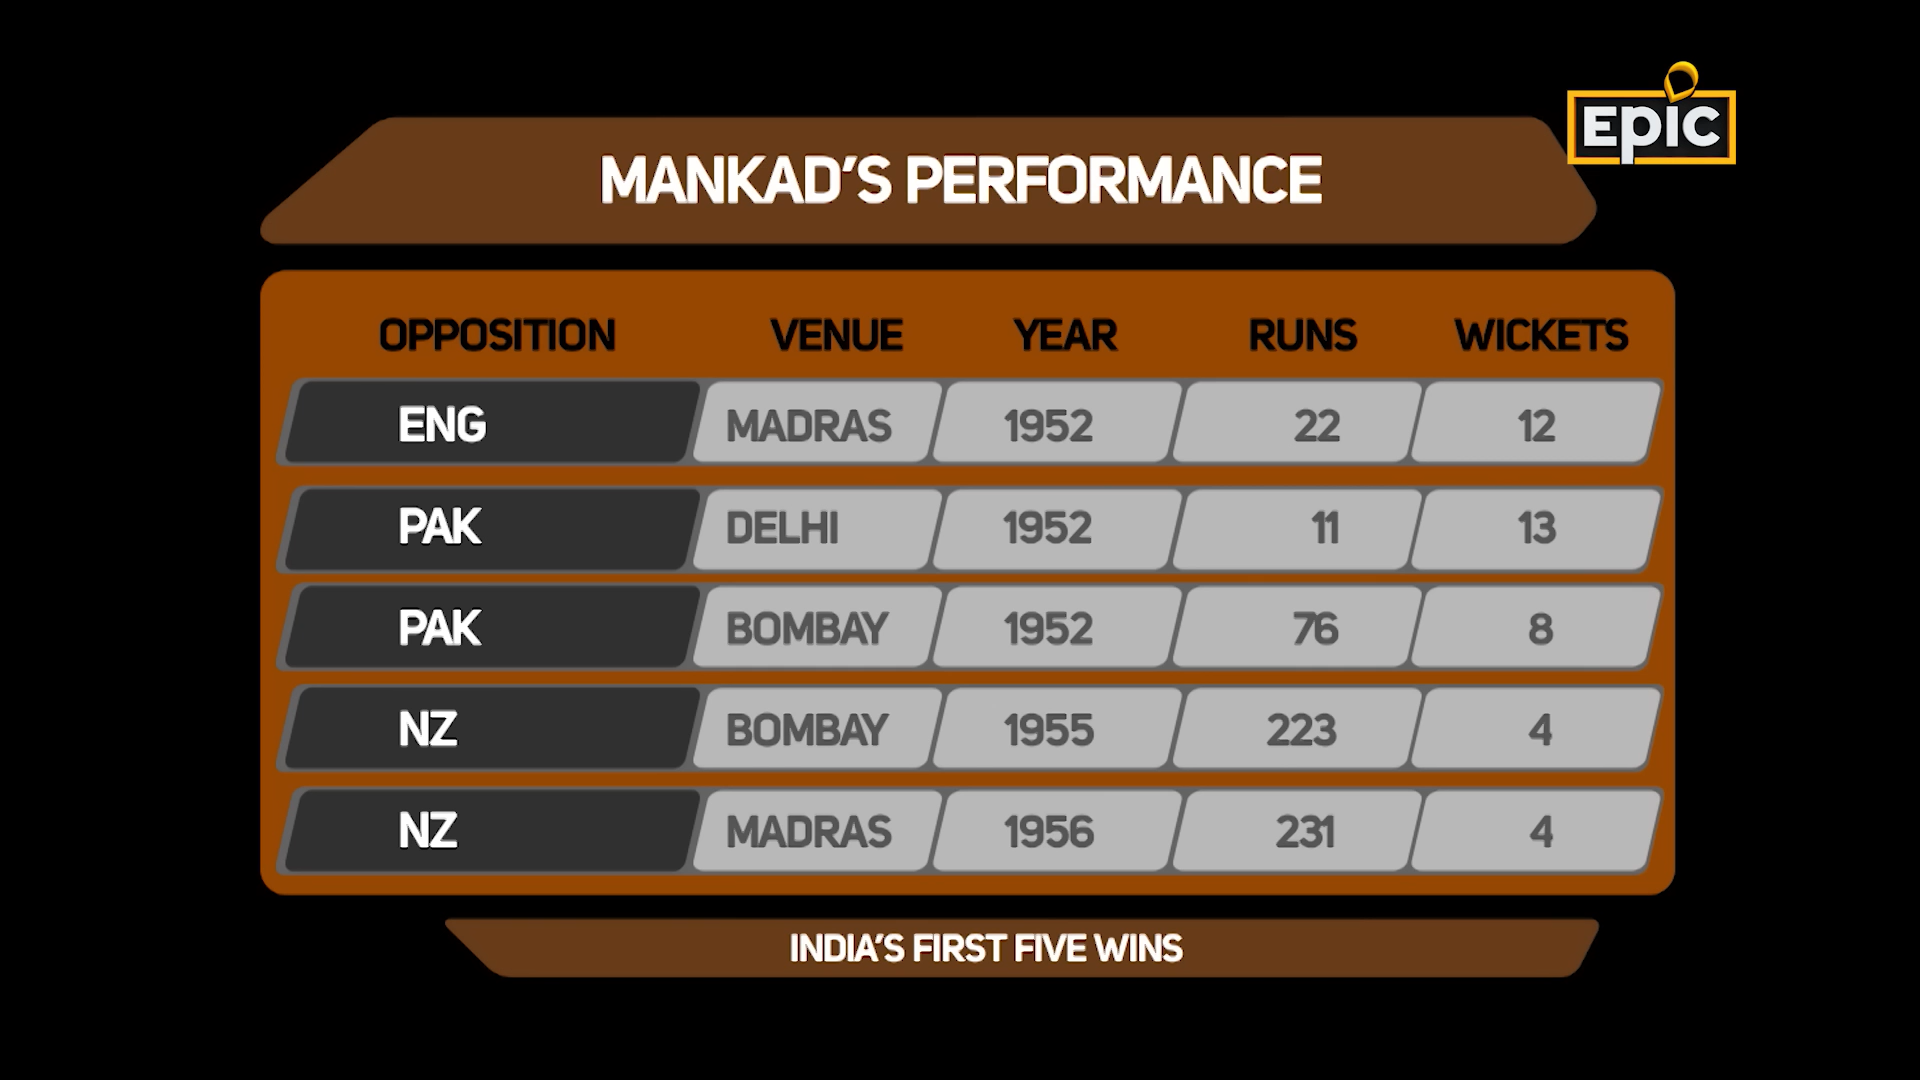 EPIC
MANKAD'S PERFORMANCE
OPPOSITION VENUE YEAR RUNS WICKETS
ENG MADRAS 1952 22 12
PAK DELHI 1952 11 13
PAK BOMBAY 1952 76 8
NZ BOMBAY 1955 223 4
NZ MADRAS 1956 231 4
INDIA'S FIRST FIVE WINS